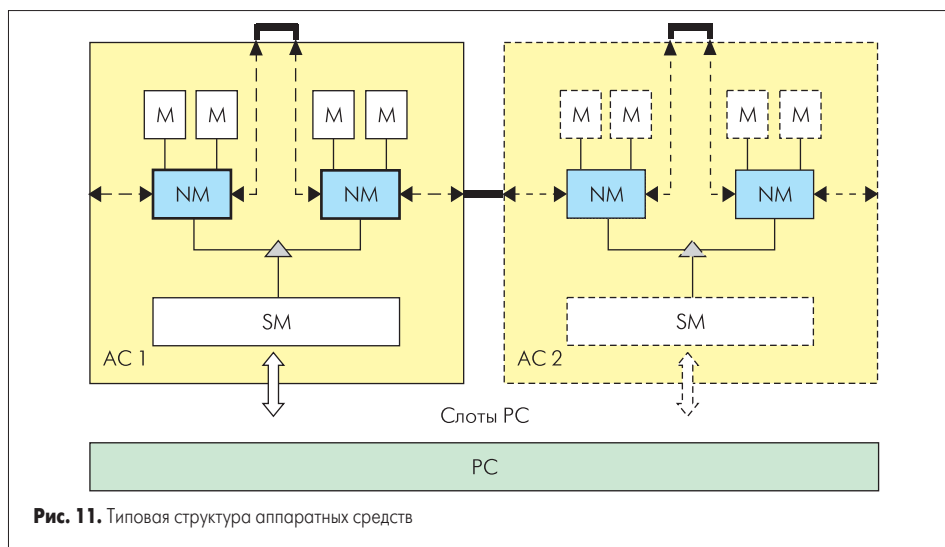 M M M M
M M M M
NM NM
NM NM
SM
SM
AC 1
AC 2
Слоты PC
PC
Рис. 11. Типовая структура аппаратных средств